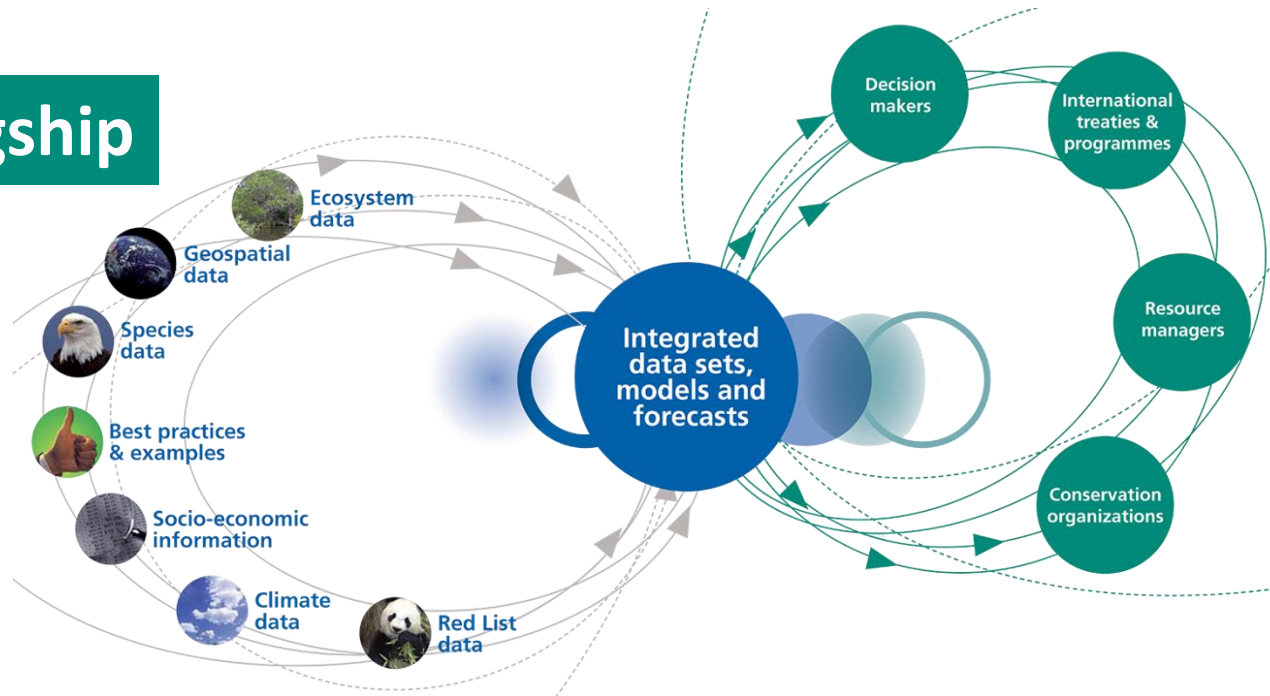 gship
Ecosystem
data
Geospatial
data
Species
data
Best practices
& examples
Socio-economic
information
Climate
data
Red List
data
Integrated
data sets,
models and
forecasts
Decision
makers
International
treaties &
programmes
Resource
managers
Conservation
organizations